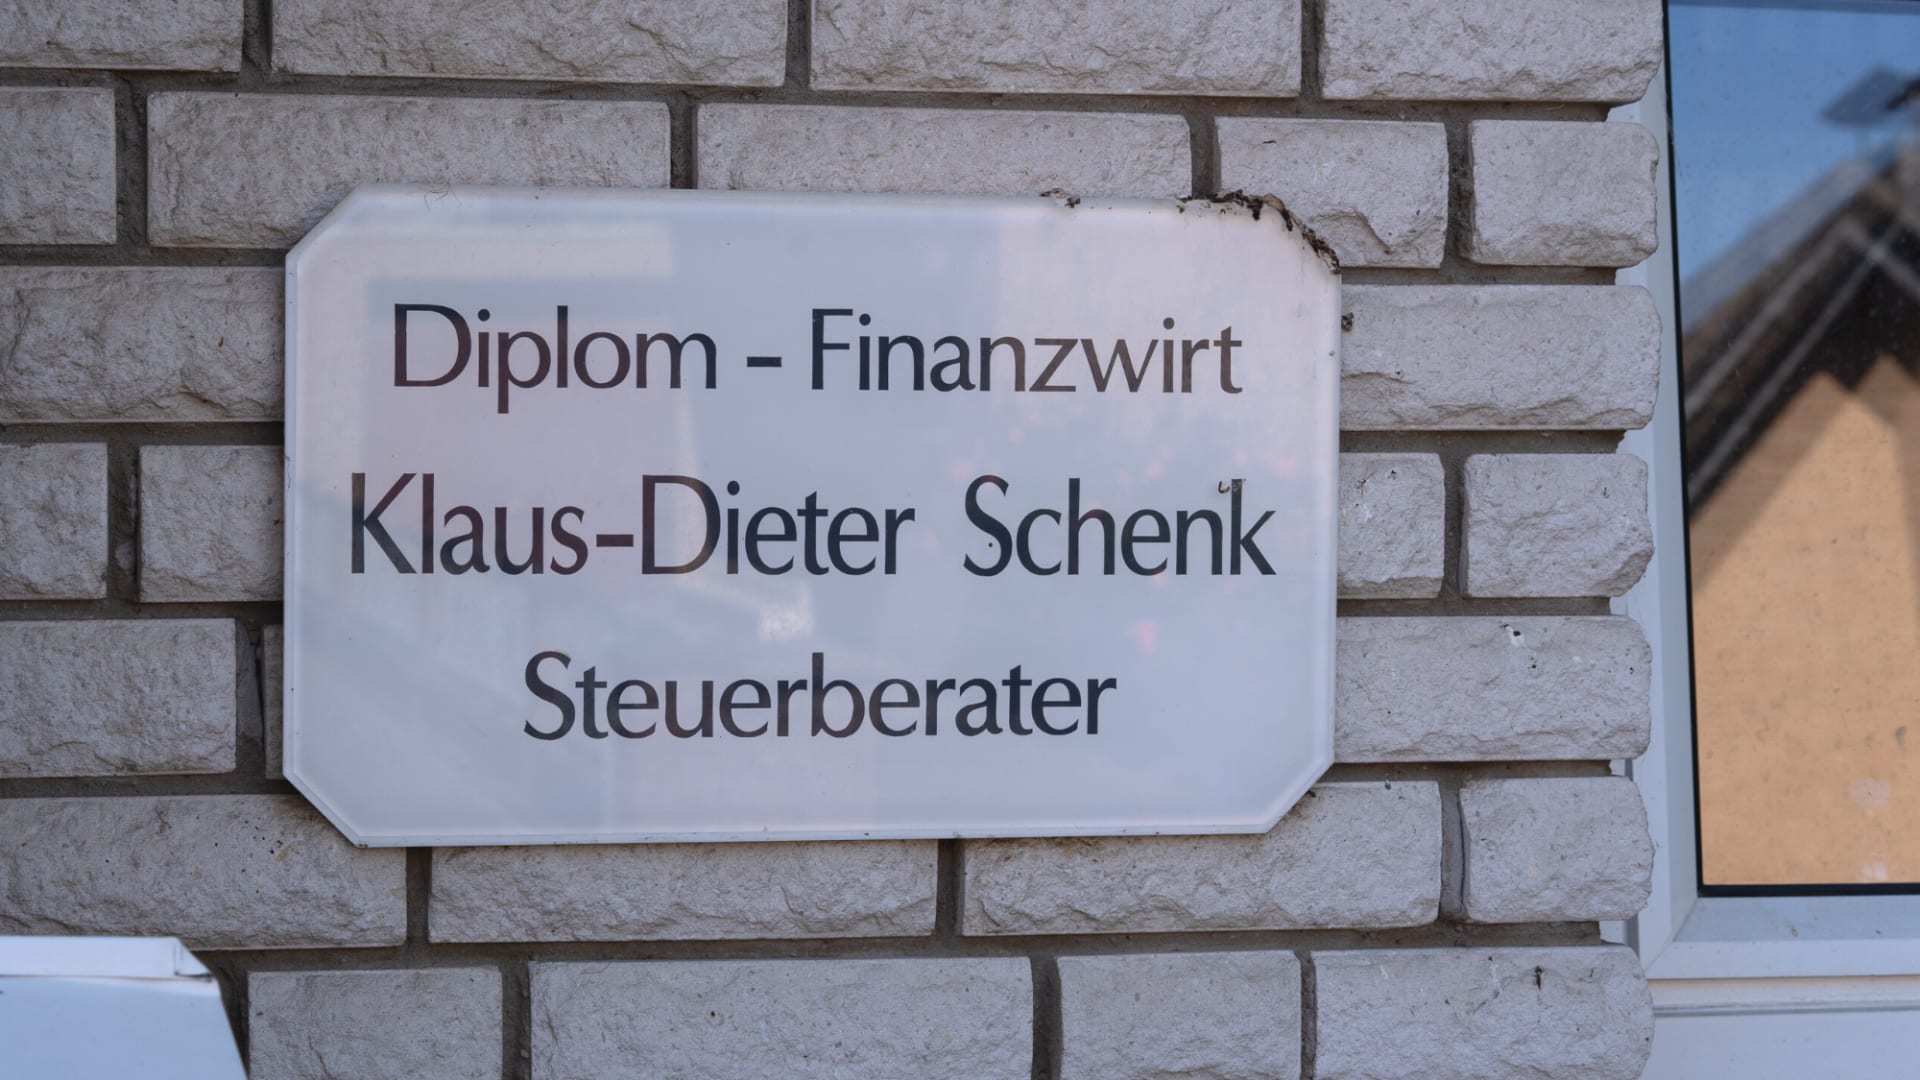 Diplom - Finanzwirt
Klaus-Dieter Schenk
Steuerberater